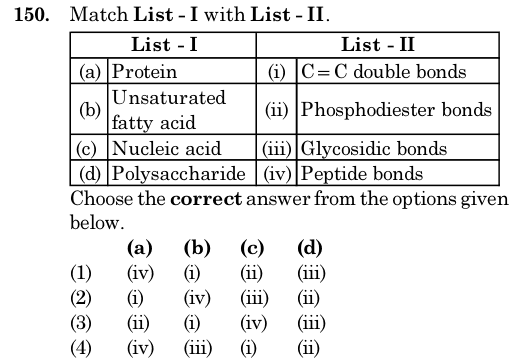 150. Match List - I with List - II.
List - I List - II
(a) Protein (i) C=C double bonds
(b) Unsaturated fatty acid (ii) Phosphodiester bonds
(c) Nucleic acid (iii) Glycosidic bonds
(d) Polysaccharide (iv) Peptide bonds
Choose the correct answer from the options given
below.
(a) (b) (c) (d)
(1) (iv) (i) (ii) (iii)
(2) (i) (iv) (iii) (ii)
(3) (ii) (i) (iv) (iii)
(4) (iv) (iii) (i) (ii)